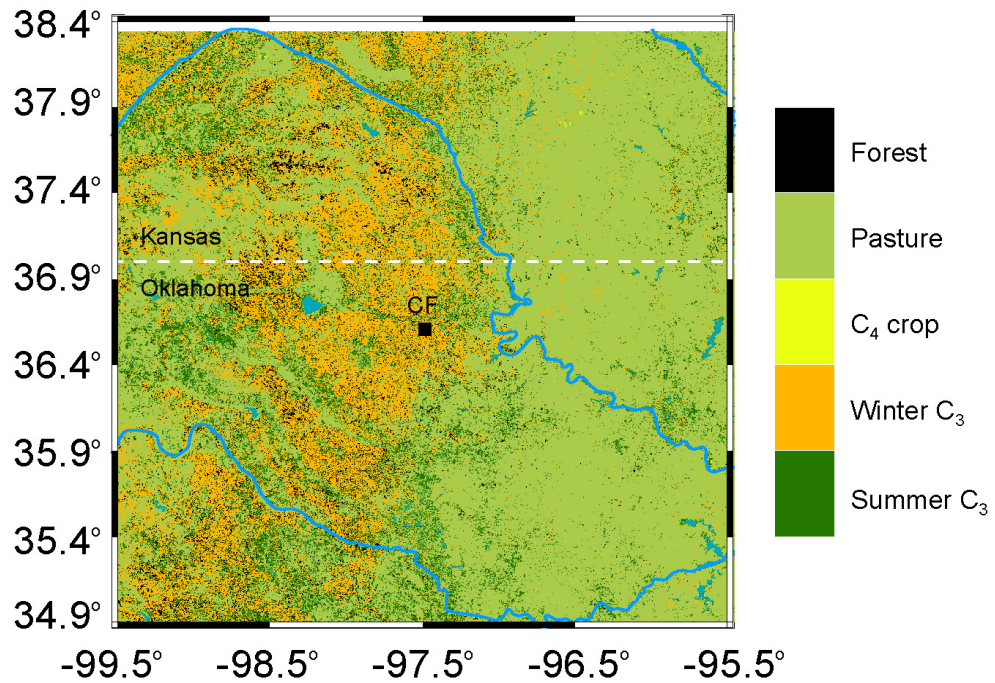 38.4°
37.9°
37.4°
36.9°
36.4°
35.9°
35.4°
34.9°
Kansas
Oklahoma
CF
-99.5°
-98.5°
-97.5°
-96.5°
-95.5°
Forest
Pasture
C₄ crop
Winter C₃
Summer C₃